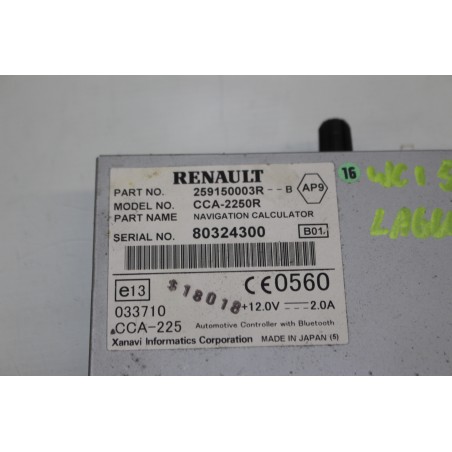 RENAULT
PART NO. 259150003R--B AP9
MODEL NO. CCA-2250R
PART NAME NAVIGATION CALCULATOR
SERIAL NO. 80324300 B01
16
e13 CE0560
$18018
033710 +12.0V 2.0A
CCA-225 Automotive Controller with Bluetooth
Xanavi Informatics Corporation MADE IN JAPAN (5)